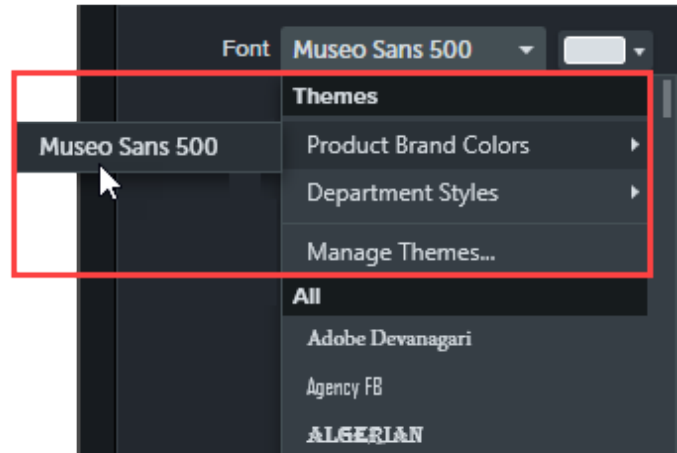 Font Museo Sans 500
Themes
Museo Sans 500 Product Brand Colors
Department Styles
Manage Themes...
All
Adobe Devanagari
Agency FB
ALGERIAN